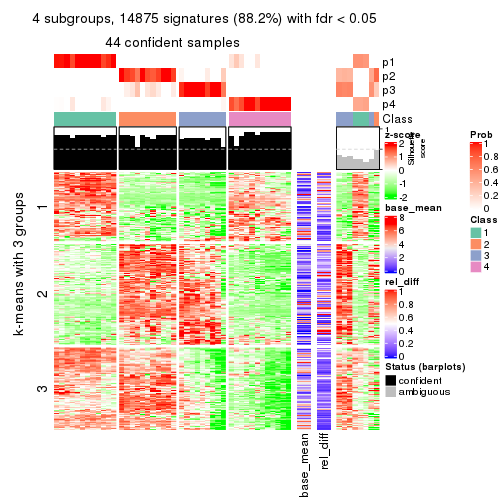 4 subgroups, 14875 signatures (88.2%) with fdr < 0.05
44 confident samples
p1
p2
p3
p4
Class
1
Silhouette
score
k-means with 3 groups
1
2
3
base_mean
rel_diff
z-score
2
1
0
-1
-2
base_mean
8
6
4
2
0
rel_diff
1
0.8
0.6
0.4
0.2
0
Status (barplots)
confident
ambiguous
Prob
1
0.8
0.6
0.4
0.2
0
Class
1
2
3
4